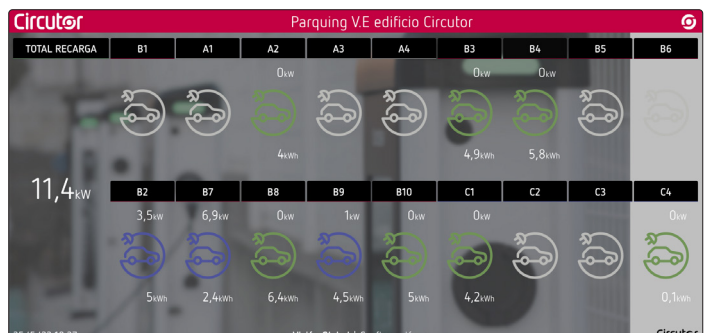 Circutor Parquing V.E edificio Circutor
TOTAL RECARGA B1 A1 A2 A3 A4 B3 B4 B5 B6
0kW 0kW 0kW
4kWh 4,9kWh 5,8kWh
11,4kW
B2 B7 B8 B9 B10 C1 C2 C3 C4
3,5kW 6,9kW 0kW 1kW 0kW 0kW 0kW
5kWh 2,4kWh 6,4kWh 4,5kWh 5kWh 4,2kWh 0,1kWh
Circutor